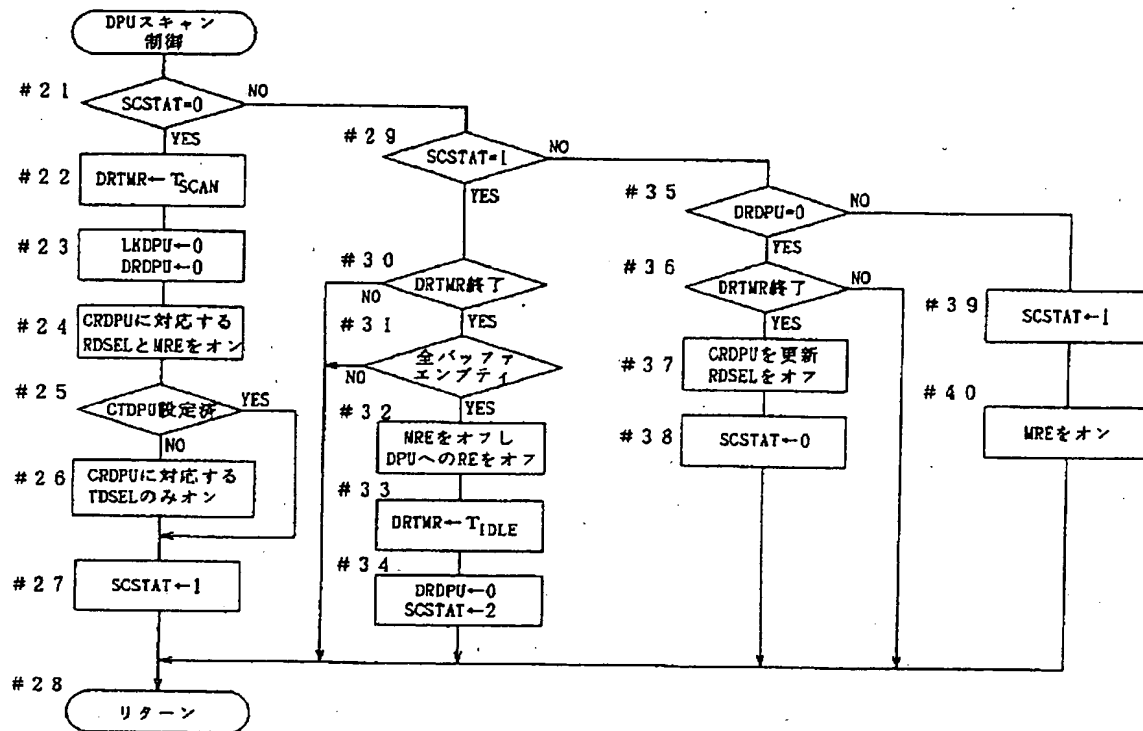 DPUスキャン
制御
#21
SCSTAT=0
NO
YES
#22
DRTMR←TSCAN
#23
LKDPU←0
DRDPU←0
#24
CRDPUに対応する
RDSELとMREをオン
#25
CTDPU設定済
YES
NO
#26
CRDPUに対応する
TDSELのみオン
#27
SCSTAT←1
#28
リターン
#29
SCSTAT=1
NO
YES
#30
DRTMR終了
NO
YES
#31
全バッファ
エンプティ
NO
YES
#32
MREをオフし
DPUへのREをオフ
#33
DRTMR←TIDLE
#34
DRDPU←0
SCSTAT←2
#35
DRDPU=0
NO
YES
#36
DRTMR終了
NO
YES
#37
CRDPUを更新
RDSELをオフ
#38
SCSTAT←0
#39
SCSTAT←1
#40
MREをオン